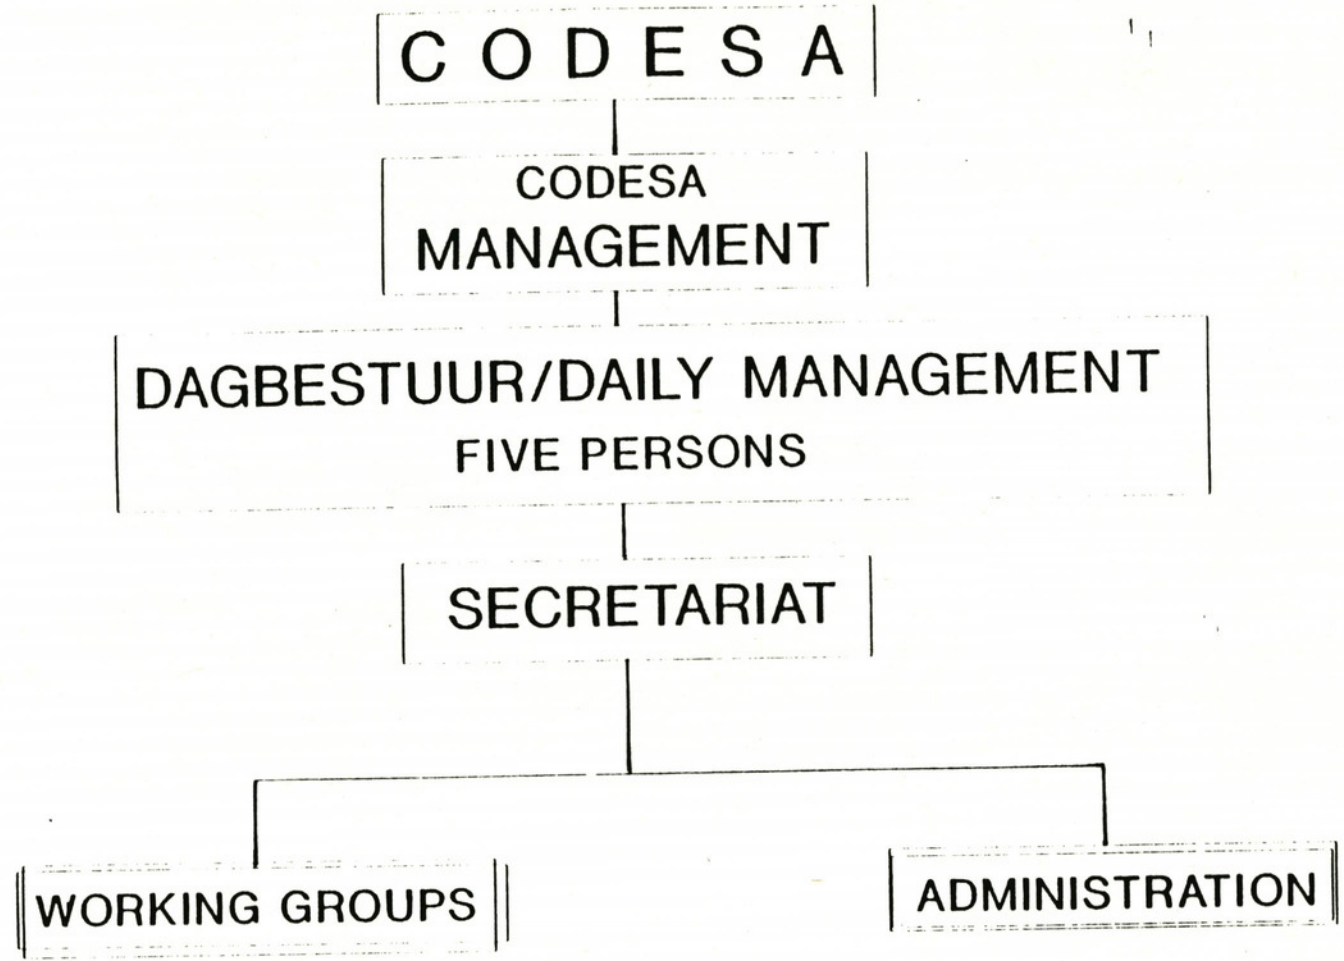 C O D E S A
CODESA
MANAGEMENT
DAGBESTUUR/DAILY MANAGEMENT
FIVE PERSONS
SECRETARIAT
WORKING GROUPS
ADMINISTRATION